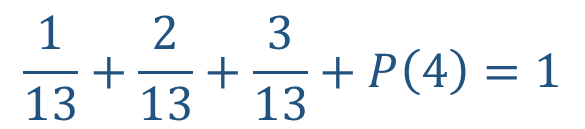 1/13 + 2/13 + 3/13 + P(4) = 1